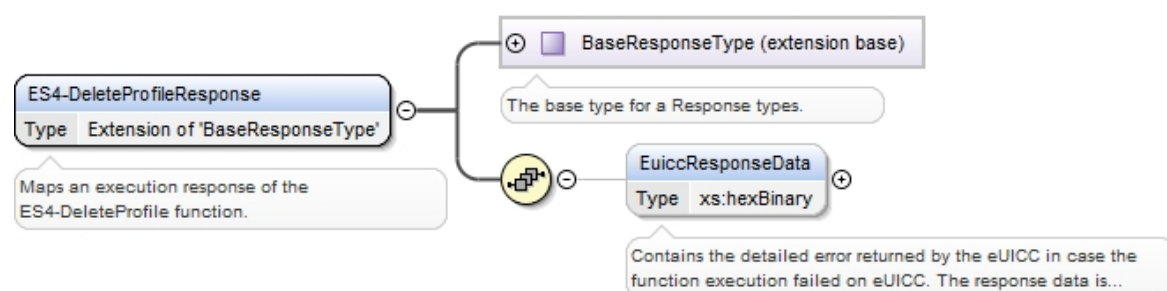 BaseResponseType (extension base)
The base type for a Response types.
ES4-DeleteProfileResponse
Type Extension of 'BaseResponseType'
Maps an execution response of the
ES4-DeleteProfile function.
EuiccResponseData
Type xs:hexBinary
Contains the detailed error returned by the eUICC in case the
function execution failed on eUICC. The response data is...